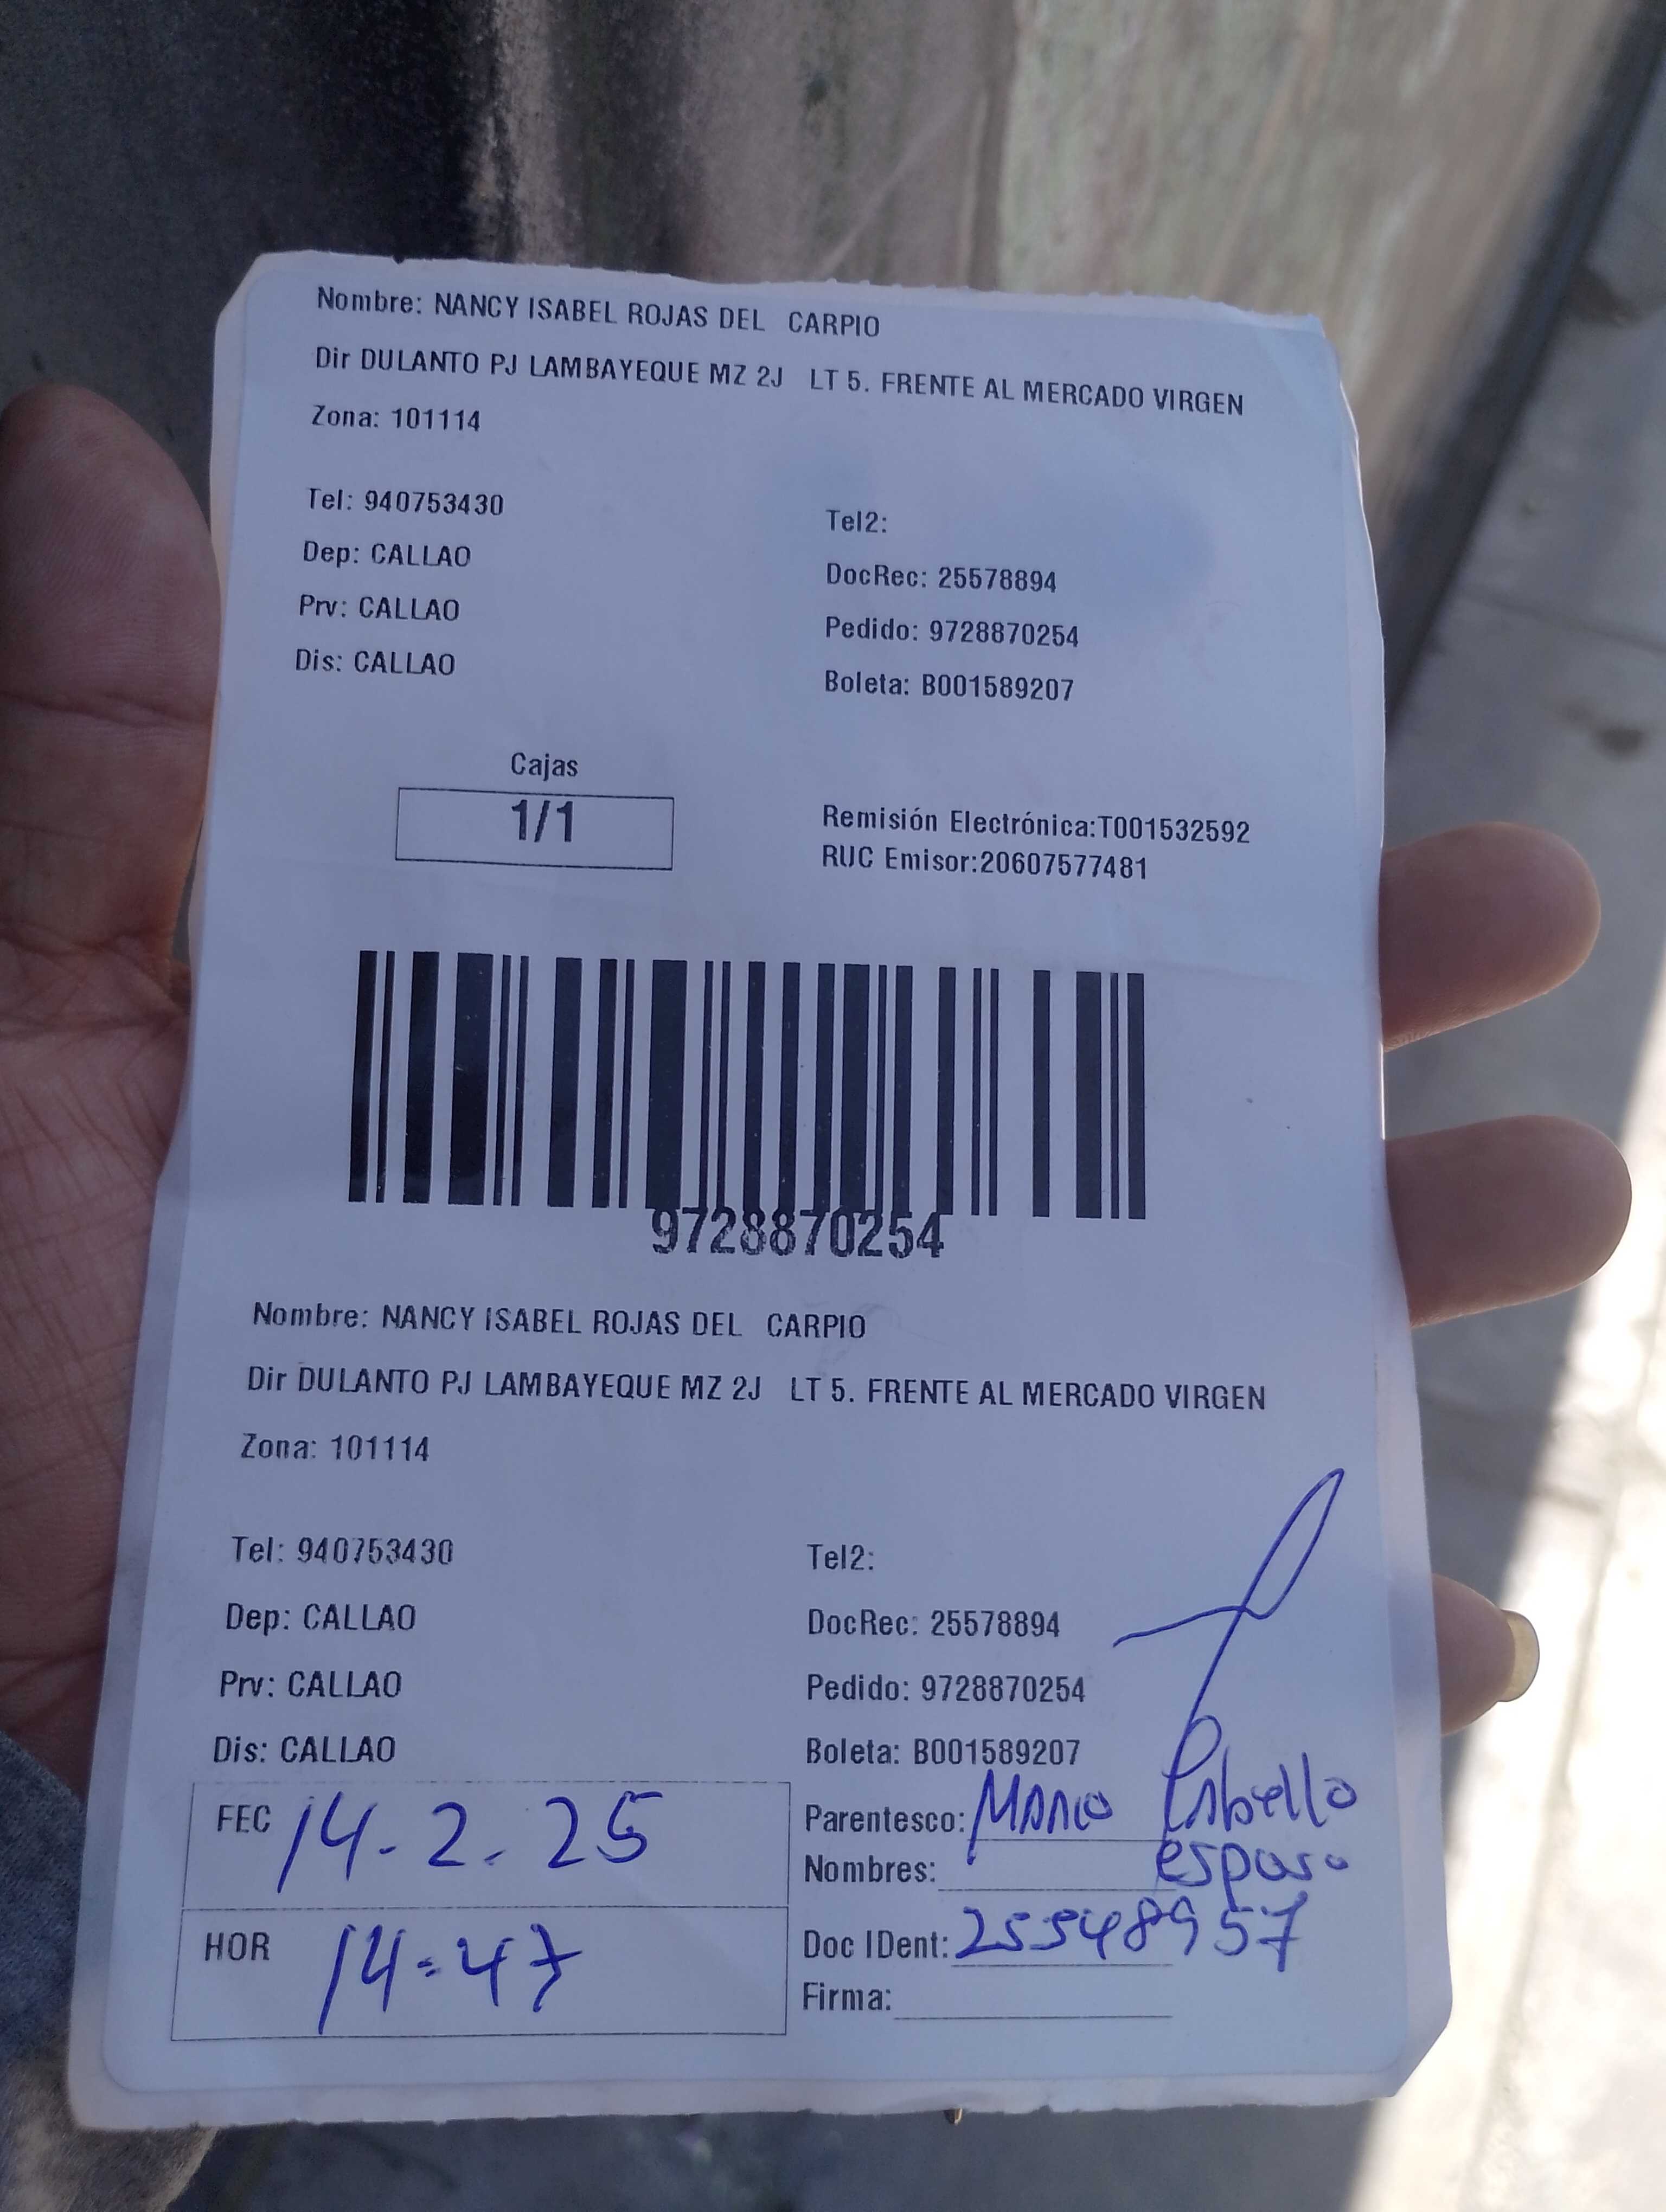 Nombre: NANCY ISABEL ROJAS DEL CARPIO
Dir DULANTO PJ LAMBAYEQUE MZ 2J LT 5. FRENTE AL MERCADO VIRGEN
Zona: 101114
Tel: 940753430
Tel2:
Dep: CALLAO
DocRec: 25578894
Prv: CALLAO
Pedido: 9728870254
Dis: CALLAO
Boleta: B001589207
Cajas
1/1
Remisión Electrónica:T001532592
RUC Emisor:20607577481
9728870254
Nombre: NANCY ISABEL ROJAS DEL CARPIO
Dir DULANTO PJ LAMBAYEQUE MZ 2J LT 5. FRENTE AL MERCADO VIRGEN
Zona: 101114
Tel: 940753430
Tel2:
Dep: CALLAO
DocRec: 25578894
Prv: CALLAO
Pedido: 9728870254
Dis: CALLAO
Boleta: B001589207
FEC 14-2-25
Parentesco: Mario Cabello
Nombres: esposo
HOR 14:47
Doc IDent: 25548957
Firma: